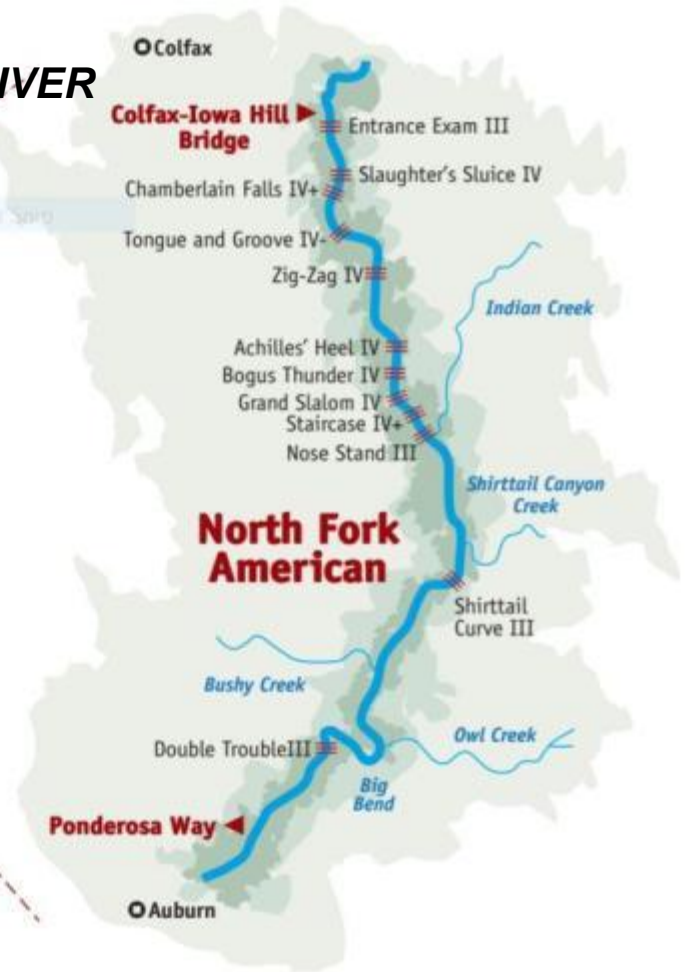 Colfax
IVER
Colfax-Iowa Hill
Bridge
Entrance Exam III
Slaughter's Sluice IV
Chamberlain Falls IV+
Tongue and Groove IV-
Zig-Zag IV
Indian Creek
Achilles' Heel IV
Bogus Thunder IV
Grand Slalom IV
Staircase IV+
Nose Stand III
Shirttail Canyon
Creek
North Fork
American
Shirttail
Curve III
Bushy Creek
Owl Creek
Double TroubleIII
Big
Bend
Ponderosa Way
Auburn